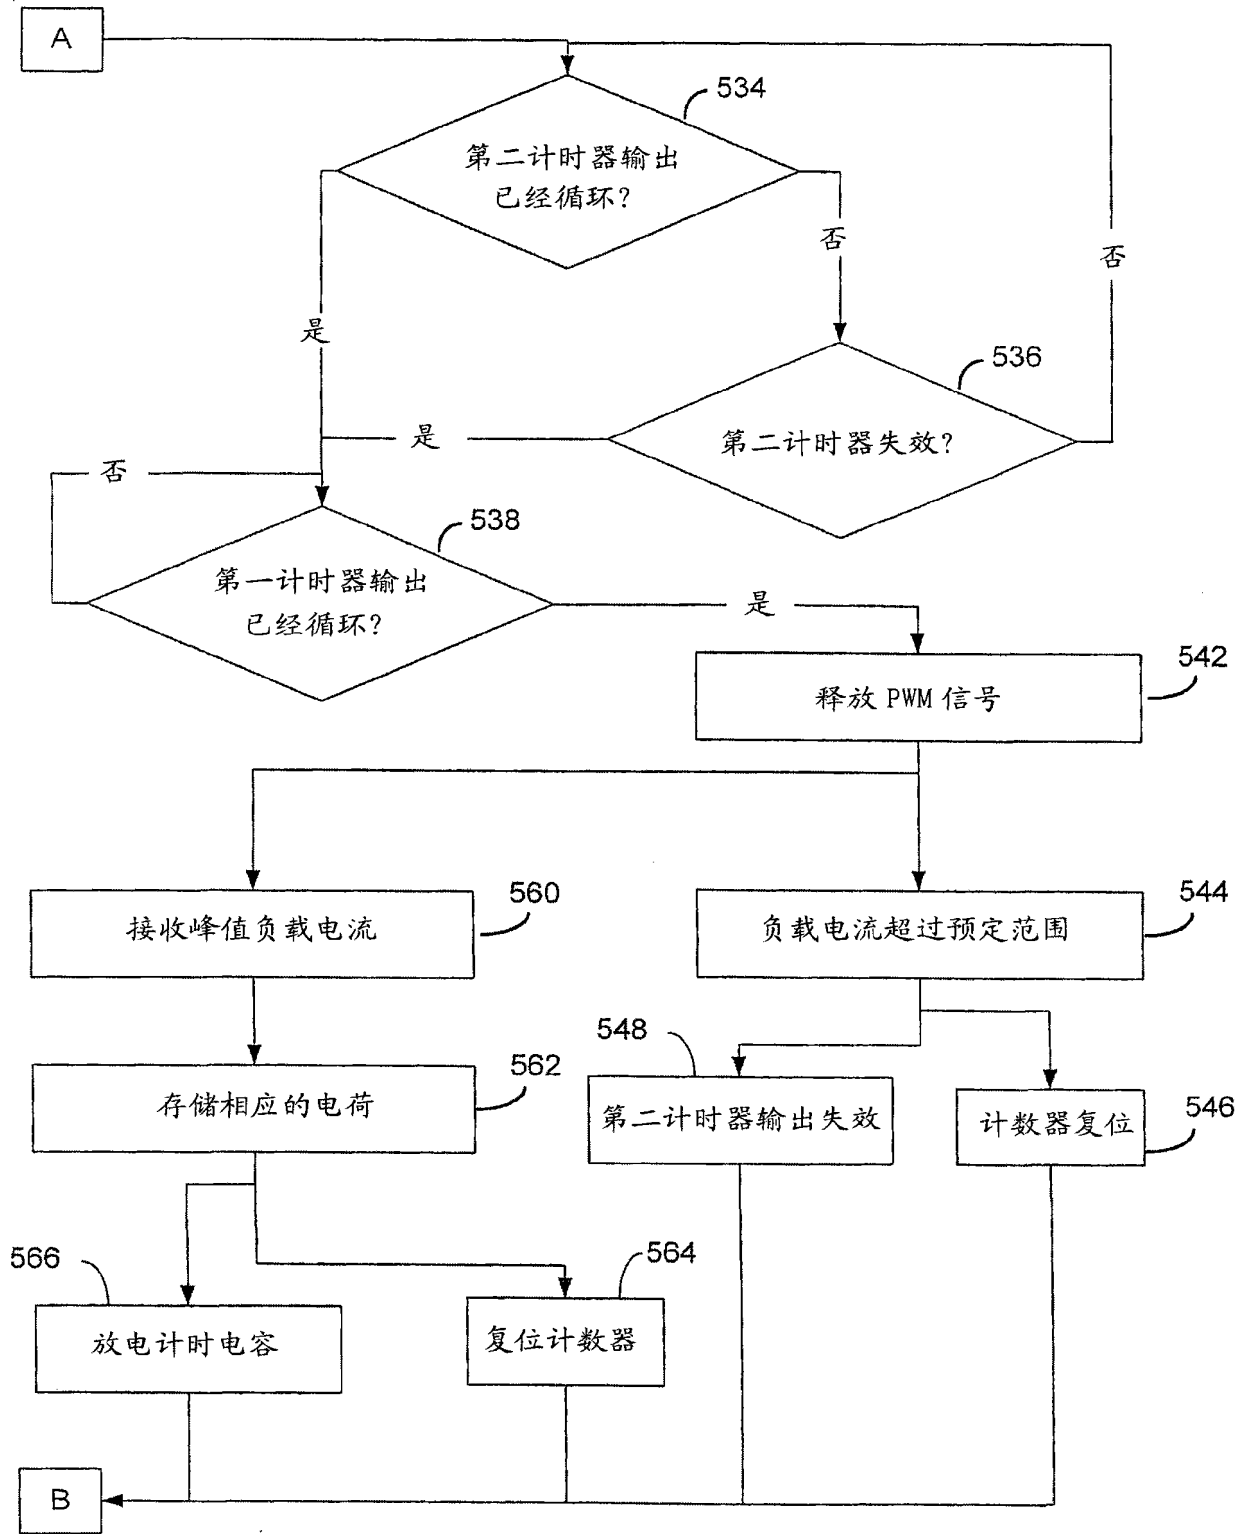 A
534
第二计时器输出
已经循环?
否
否
是
536
是
第二计时器失效?
否
538
第一计时器输出
已经循环?
是
542
释放 PWM 信号
560
544
接收峰值负载电流
负载电流超过预定范围
548
562
存储相应的电荷
第二计时器输出失效
计数器复位
546
566
564
放电计时电容
复位计数器
B